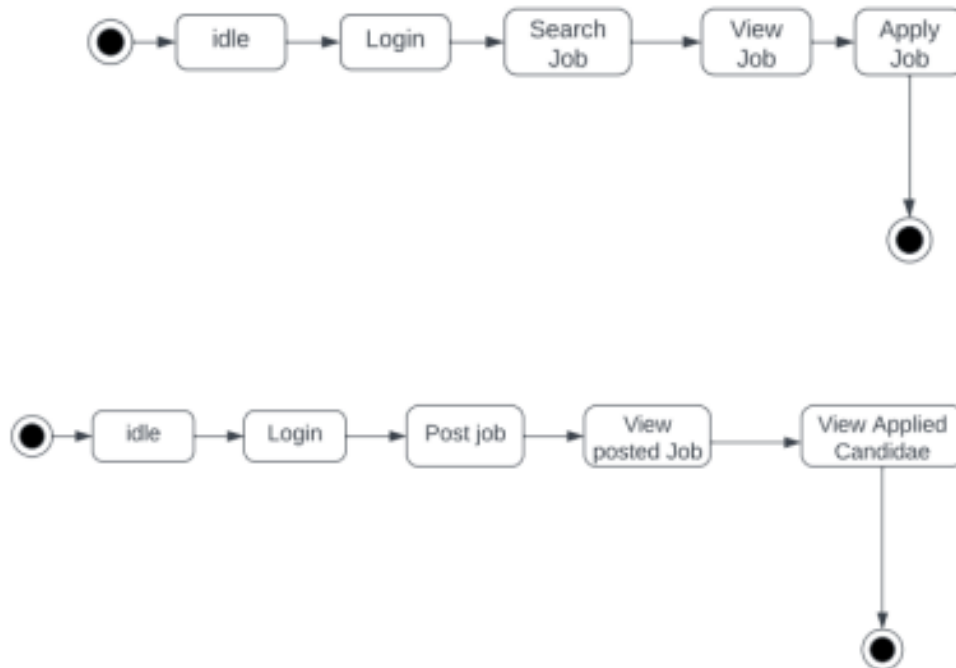 idle
Login
Search
Job
View
Job
Apply
Job
idle
Login
Post job
View
posted Job
View Applied
Candidae